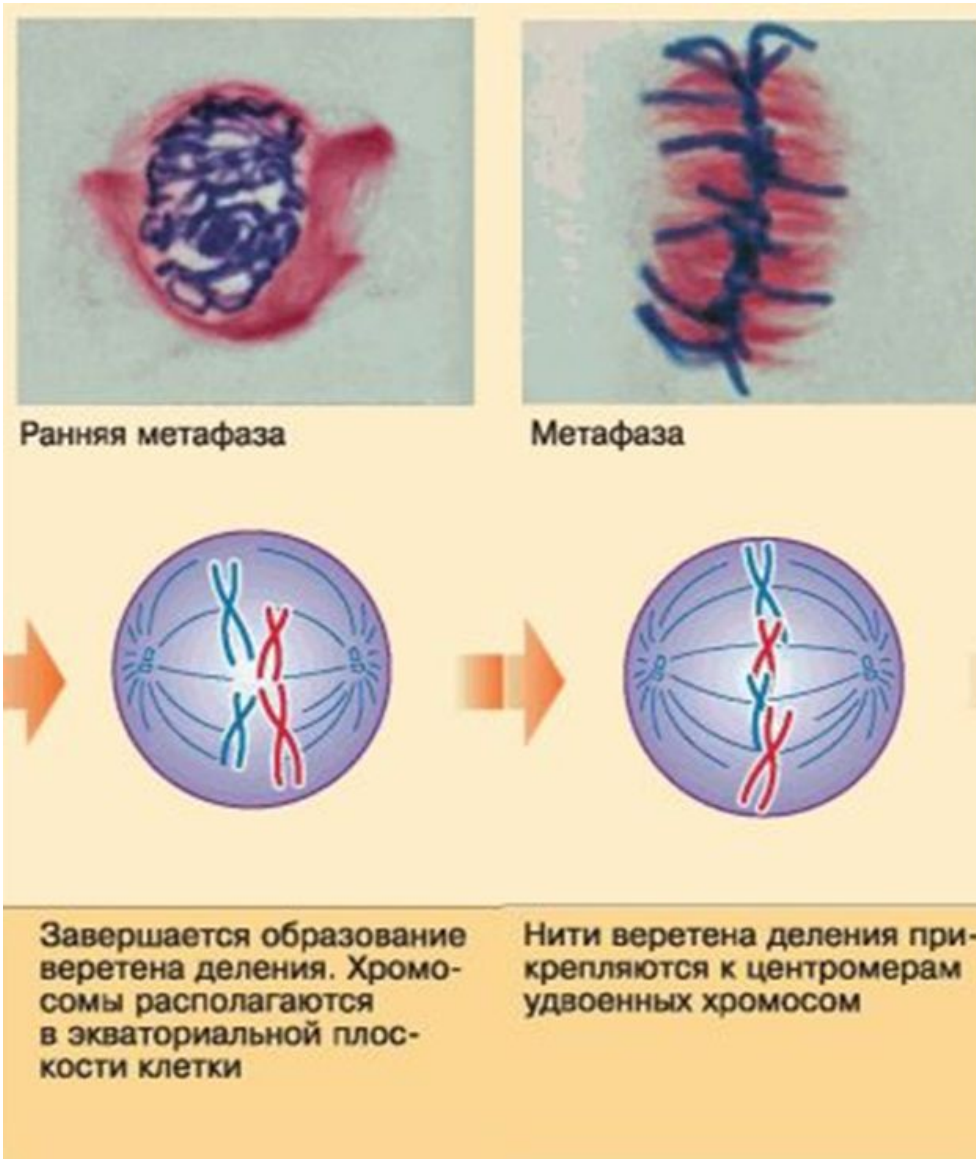 Ранняя метафаза
Метафаза
Завершается образование
веретена деления. Хромо-
сомы располагаются
в экваториальной плос-
кости клетки
Нити веретена деления при-
крепляются к центромерам
удвоенных хромосом